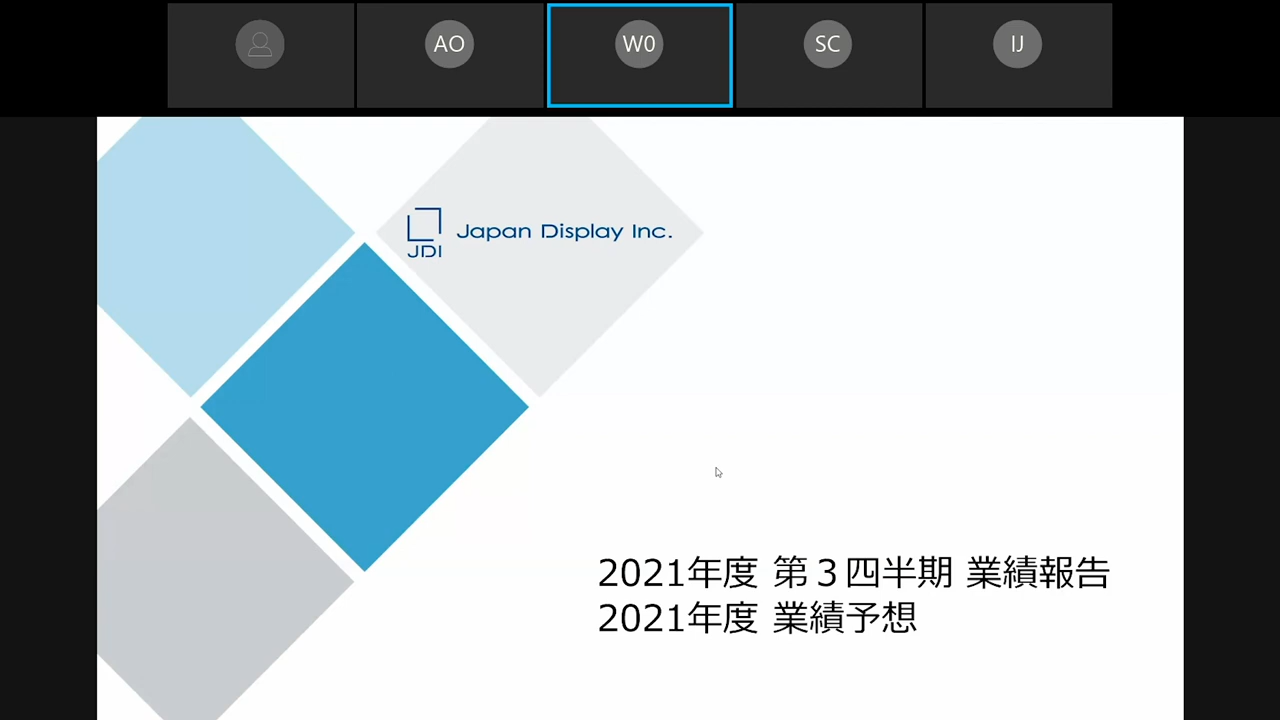 AO
W0
SC
IJ
Japan Display Inc.
JDI
2021年度 第３四半期 業績報告
2021年度 業績予想